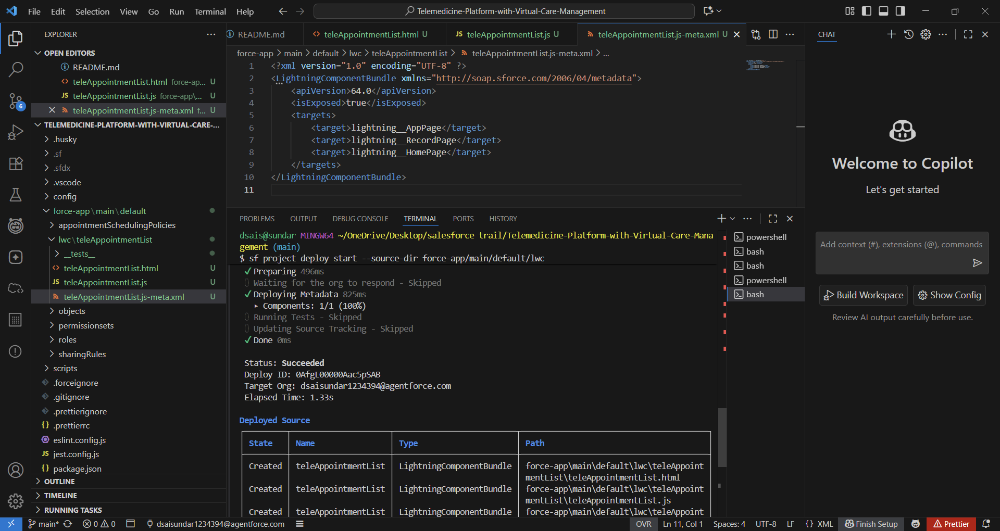 File Edit Selection View Go Run Terminal Help
Telemedicine-Platform-with-Virtual-Care-Management
EXPLORER
OPEN EDITORS
README.md
teleAppointmentList.html force-ap... U
teleAppointmentList.js force-app\... U
teleAppointmentList.js-meta.xml f... U
TELEMEDICINE-PLATFORM-WITH-VIRTUAL-CARE-...
.husky
.sf
.sfdx
.vscode
config
force-app\main\default
appointmentSchedulingPolicies
lwc\teleAppointmentList
__tests__
teleAppointmentList.html U
JS teleAppointmentList.js U
teleAppointmentList.js-meta.xml U
objects
permissionsets
roles
sharingRules
scripts
.forceignore
.gitignore
.prettierignore
{} .prettierrc
eslint.config.js
JS jest.config.js
{} package.json
OUTLINE
TIMELINE
RUNNING TASKS
6
README.md
teleAppointmentList.html U
JS teleAppointmentList.js U
teleAppointmentList.js-meta.xml U
force-app > main > default > lwc > teleAppointmentList > teleAppointmentList.js-meta.xml > ...
1 <?xml version="1.0" encoding="UTF-8" ?>
2 <LightningComponentBundle xmlns="http://soap.sforce.com/2006/04/metadata">
3 <apiVersion>64.0</apiVersion>
4 <isExposed>true</isExposed>
5 <targets>
6 <target>lightning__AppPage</target>
7 <target>lightning__RecordPage</target>
8 <target>lightning__HomePage</target>
9 </targets>
10 </LightningComponentBundle>
11
PROBLEMS OUTPUT DEBUG CONSOLE TERMINAL PORTS HISTORY
dsais@sundar MINGW64 ~/OneDrive/Desktop/salesforce trail/Telemedicine-Platform-with-Virtual-Care-Mana
gement (main)
$ sf project deploy start --source-dir force-app/main/default/lwc
✓ Preparing 496ms
Waiting for the org to respond - Skipped
✓ Deploying Metadata 825ms
▸ Components: 1/1 (100%)
Running Tests - Skipped
Updating Source Tracking - Skipped
✓ Done 0ms
Status: Succeeded
Deploy ID: 0AfgL00000Aac5pSAB
Target Org: dsaisundar1234394@agentforce.com
Elapsed Time: 1.33s
Deployed Source
State Name Type Path
Created teleAppointmentList LightningComponentBundle force-app\main\default\lwc\teleAppoint
mentList\teleAppointmentList.html
Created teleAppointmentList LightningComponentBundle force-app\main\default\lwc\teleAppoint
mentList\teleAppointmentList.js
Created teleAppointmentList LightningComponentBundle force-app\main\default\lwc\teleAppoint
powershell
bash
bash
powershell
bash
CHAT
Welcome to Copilot
Let's get started
Add context (#), extensions (@), commands
Build Workspace
Show Config
Review AI output carefully before use.
main* 0 0 dsaisundar1234394@agentforce.com OVR Ln 11, Col 1 Spaces: 4 UTF-8 LF {} XML Finish Setup Prettier